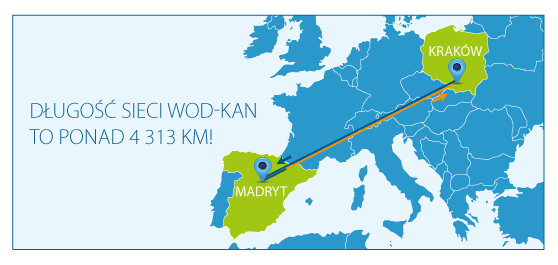 KRAKÓW
DŁUGOŚĆ SIECI WOD-KAN
TO PONAD 4 313 KM!
MADRYT